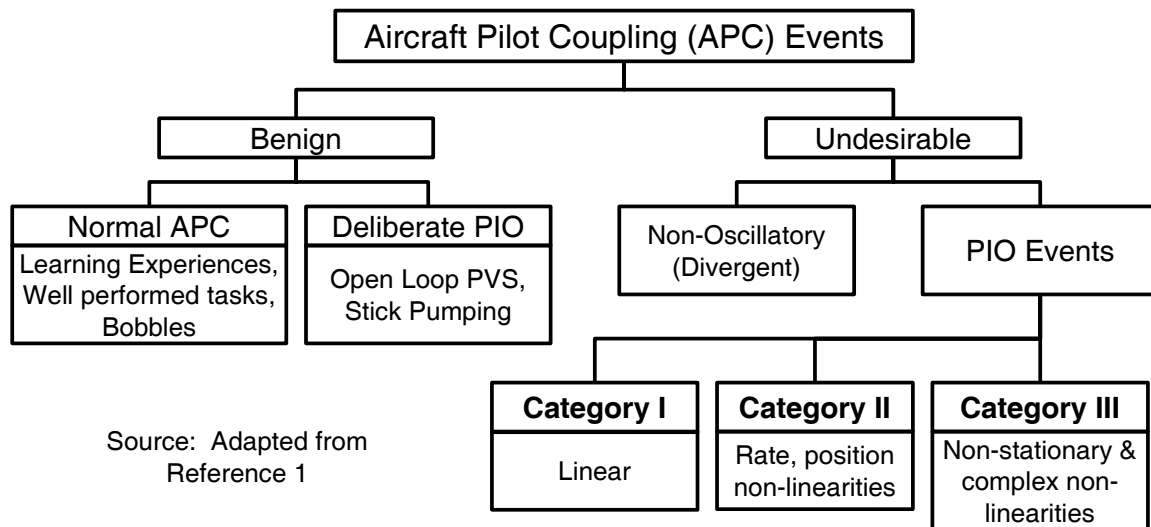 Aircraft Pilot Coupling (APC) Events
Benign
Undesirable
Normal APC
Learning Experiences,
Well performed tasks,
Bobbles
Deliberate PIO
Open Loop PVS,
Stick Pumping
Non-Oscillatory
(Divergent)
PIO Events
Category I
Linear
Category II
Rate, position
non-linearities
Category III
Non-stationary &
complex non-
linearities
Source: Adapted from
Reference 1